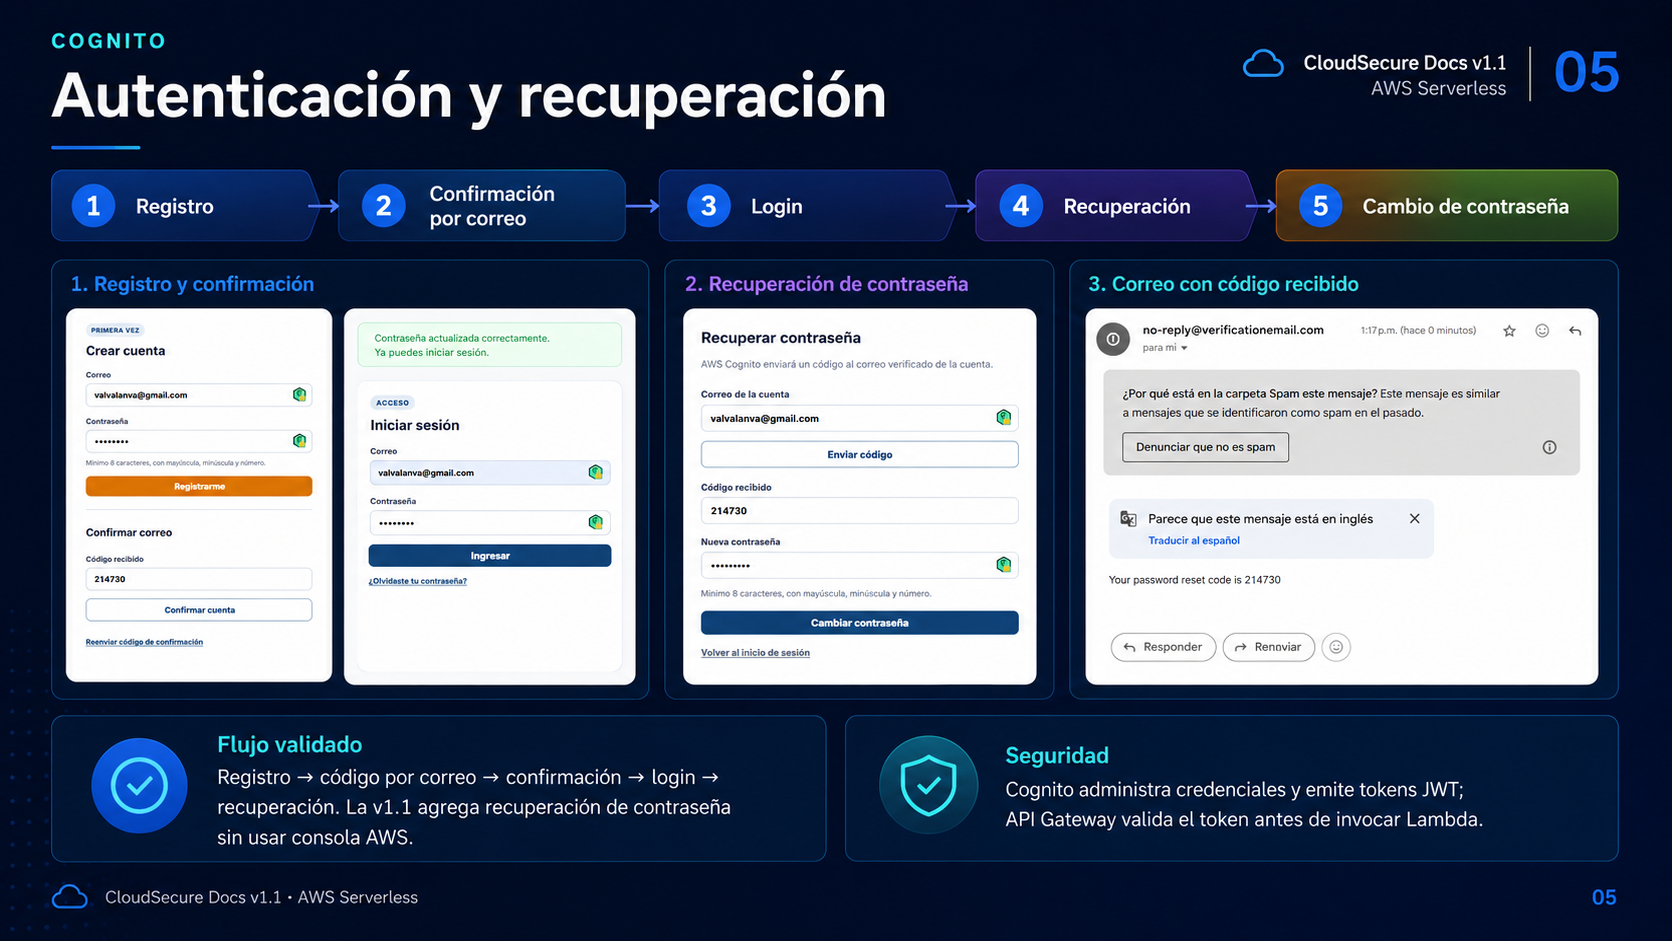 COGNITO
Autenticación y recuperación
CloudSecure Docs v1.1
AWS Serverless
05
1 Registro
2 Confirmación
por correo
3 Login
4 Recuperación
5 Cambio de contraseña
1. Registro y confirmación
PRIMERA VEZ
Crear cuenta
Correo
valvalanva@gmail.com
Contraseña
••••••••
Mínimo 8 caracteres, con mayúscula, minúscula y número.
Registrarme
Confirmar correo
Código recibido
214730
Confirmar cuenta
Reenviar código de confirmación
Contraseña actualizada correctamente.
Ya puedes iniciar sesión.
ACCESO
Iniciar sesión
Correo
valvalanva@gmail.com
Contraseña
••••••••
Ingresar
¿Olvidaste tu contraseña?
2. Recuperación de contraseña
Recuperar contraseña
AWS Cognito enviará un código al correo verificado de la cuenta.
Correo de la cuenta
valvalanva@gmail.com
Enviar código
Código recibido
214730
Nueva contraseña
•••••••••
Mínimo 8 caracteres, con mayúscula, minúscula y número.
Cambiar contraseña
Volver al inicio de sesión
3. Correo con código recibido
no-reply@verificationemail.com 1:17 p.m. (hace 0 minutos)
para mí
¿Por qué está en la carpeta Spam este mensaje? Este mensaje es similar
a mensajes que se identificaron como spam en el pasado.
Denunciar que no es spam
Parece que este mensaje está en inglés
Traducir al español
Your password reset code is 214730
Responder
Rennviar
Flujo validado
Registro → código por correo → confirmación → login →
recuperación. La v1.1 agrega recuperación de contraseña
sin usar consola AWS.
Seguridad
Cognito administra credenciales y emite tokens JWT;
API Gateway valida el token antes de invocar Lambda.
CloudSecure Docs v1.1 • AWS Serverless
05